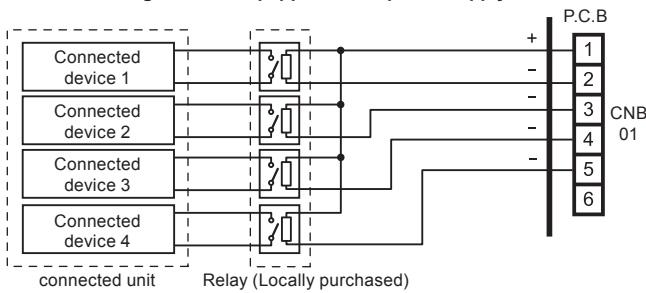 P.C.B
Connected
device 1
Connected
device 2
Connected
device 3
Connected
device 4
+
–
–
–
–
1
2
3
4
5
6
CNB
01
connected unit
Relay (Locally purchased)